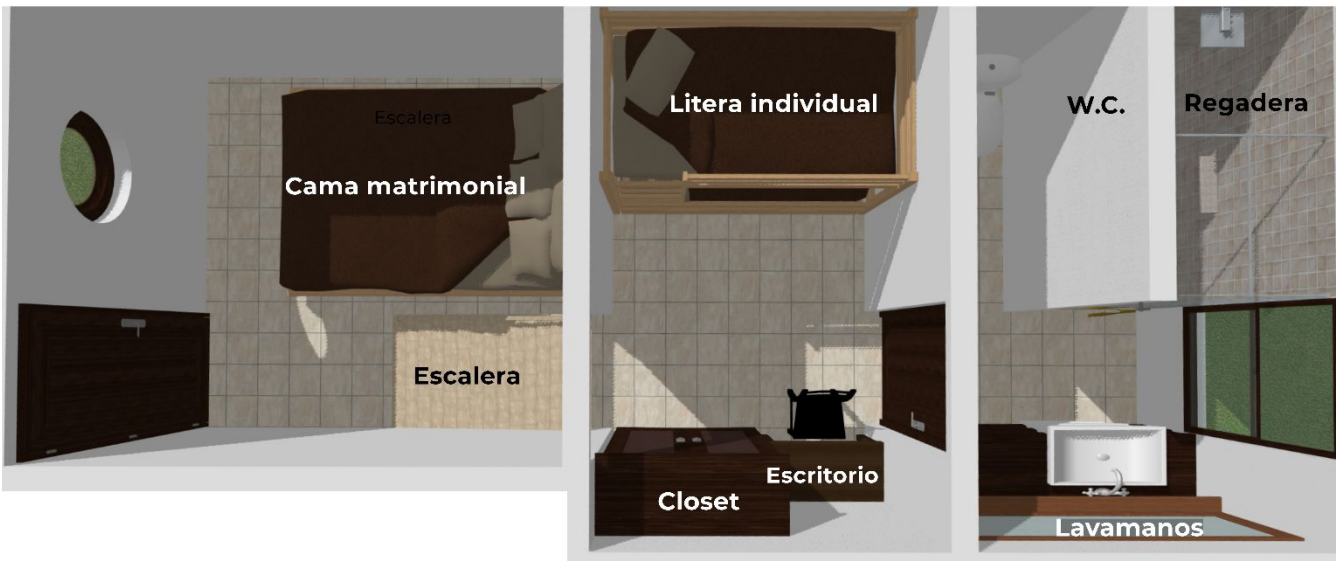 Escalera
Cama matrimonial
Escalera
Litera individual
Escritorio
Closet
W.C.
Regadera
Lavamanos